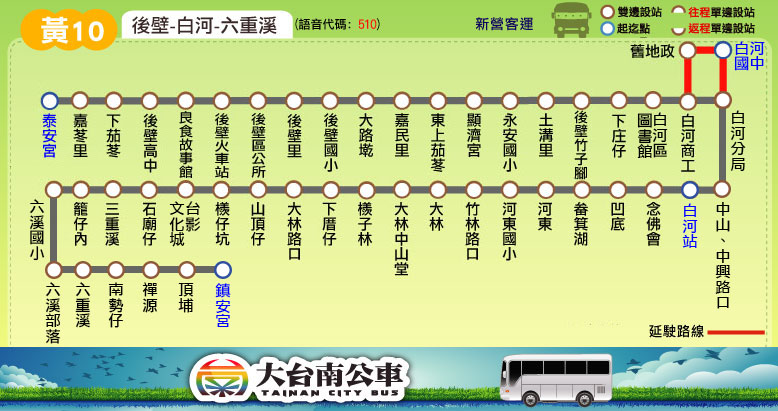 黃10
後壁-白河-六重溪
(語音代碼：510)
新營客運
雙邊設站
起迄點
往程單邊設站
返程單邊設站
舊地政
白河國中
泰安宮
嘉苳里
下茄苳
後壁高中
良食故事館
後壁火車站
後壁區公所
後壁里
後壁國小
大路墘
嘉民里
東上茄苳
顯濟宮
永安國小
土溝里
後壁竹子腳
下庄仔
白河區圖書館
白河商工
白河分局
六溪國小
籠仔內
三重溪
石廟仔
台影文化城
檨仔坑
山頂仔
大林路口
下厝仔
檨子林
大林中山堂
大林
竹林路口
河東國小
河東
畚箕湖
凹底
念佛會
白河站
中山、中興路口
六溪部落
六重溪
南勢仔
禪源
頂埔
鎮安宮
延駛路線
大台南公車
TAINAN CITY BUS